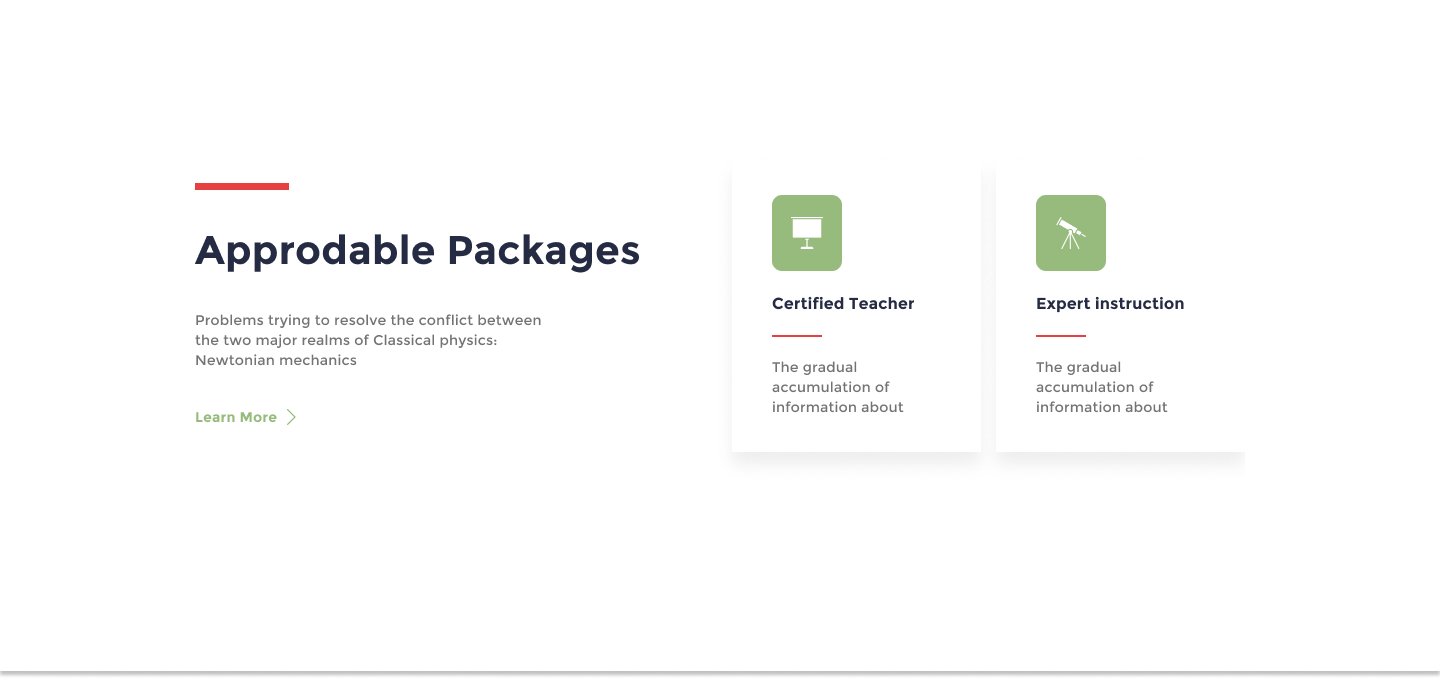 Approdable Packages
Problems trying to resolve the conflict between
the two major realms of Classical physics:
Newtonian mechanics
Learn More
Certified Teacher
The gradual
accumulation of
information about
Expert instruction
The gradual
accumulation of
information about